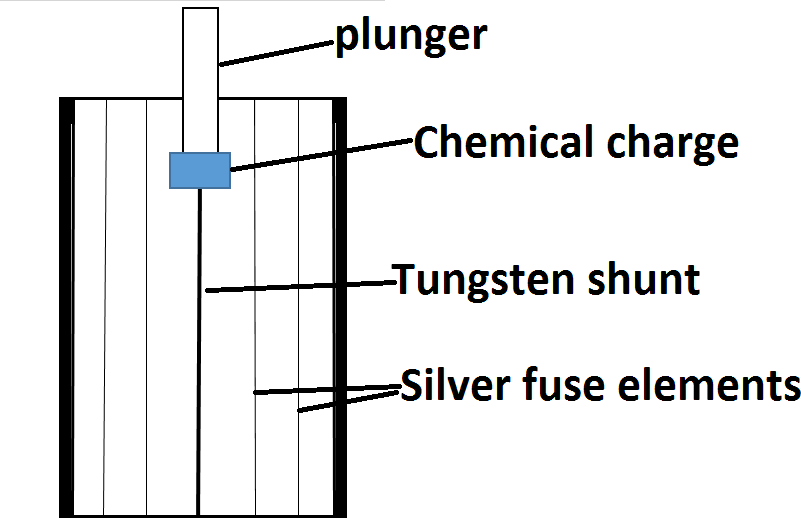 plunger
Chemical charge
Tungsten shunt
Silver fuse elements